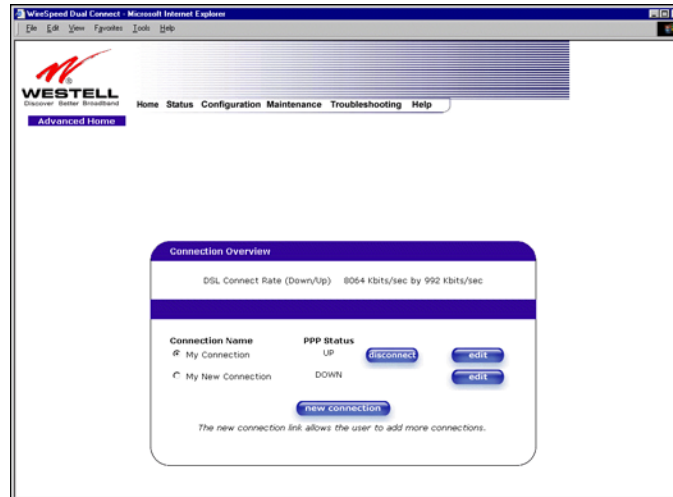 WireSpeed Dual Connect - Microsoft Internet Explorer
File Edit View Favorites Tools Help
WESTELL
Discover Better Broadband
Home Status Configuration Maintenance Troubleshooting Help
Advanced Home
Connection Overview
DSL Connect Rate (Down/Up) 8064 Kbits/sec by 992 Kbits/sec
Connection Name PPP Status
My Connection UP disconnect edit
My New Connection DOWN edit
new connection
The new connection link allows the user to add more connections.